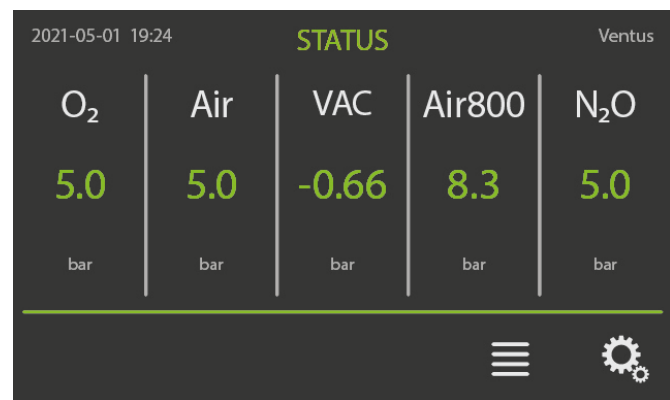 2021-05-01 19:24 STATUS Ventus
O₂ Air VAC Air800 N₂O
5.0 5.0 -0.66 8.3 5.0
bar bar bar bar bar